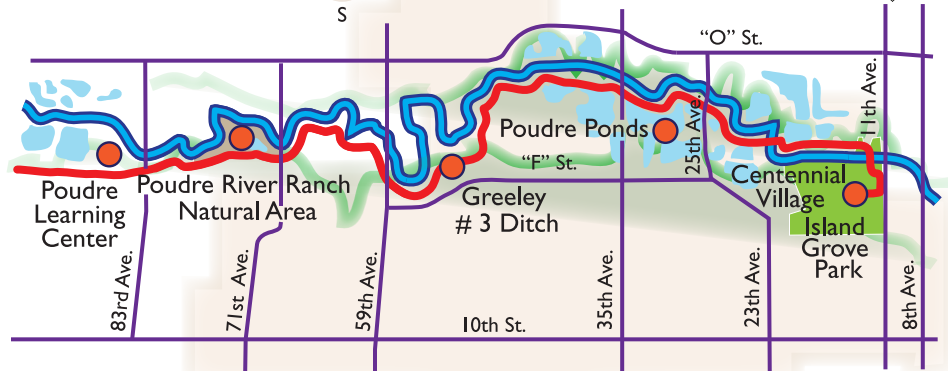 S
"O" St.
11th Ave.
Poudre Ponds
25th Ave.
"F" St.
Poudre
Learning
Center
Poudre River Ranch
Natural Area
Greeley
# 3 Ditch
Centennial
Village
Island
Grove
Park
83rd Ave.
71st Ave.
59th Ave.
10th St.
35th Ave.
23th Ave.
8th Ave.